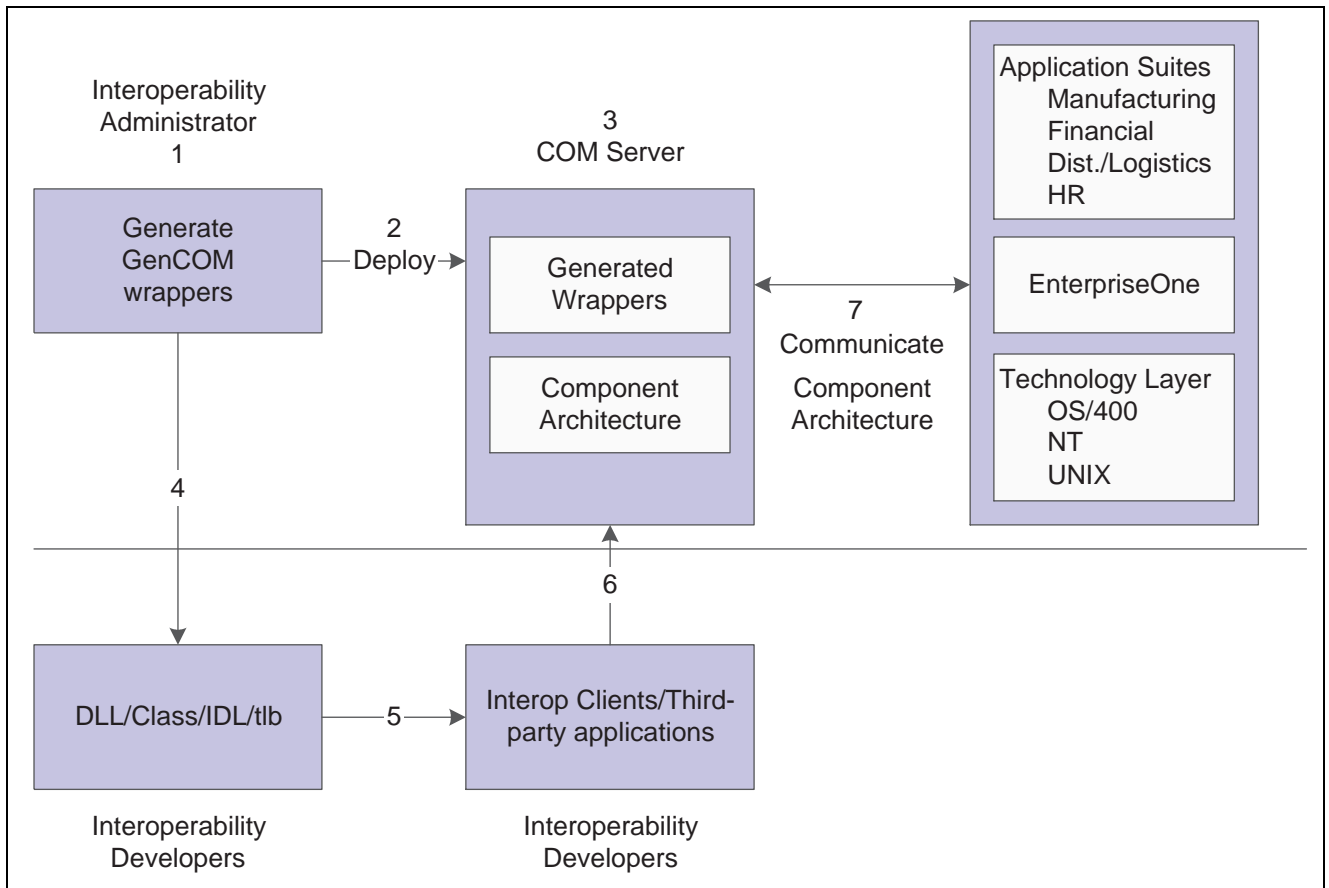 Interoperability
Administrator
1
Generate
GenCOM
wrappers
2
Deploy
3
COM Server
Generated
Wrappers
Component
Architecture
7
Communicate
Component
Architecture
Application Suites
Manufacturing
Financial
Dist./Logistics
HR
EnterpriseOne
Technology Layer
OS/400
NT
UNIX
4
6
DLL/Class/IDL/tlb
5
Interop Clients/Third-
party applications
Interoperability
Developers
Interoperability
Developers